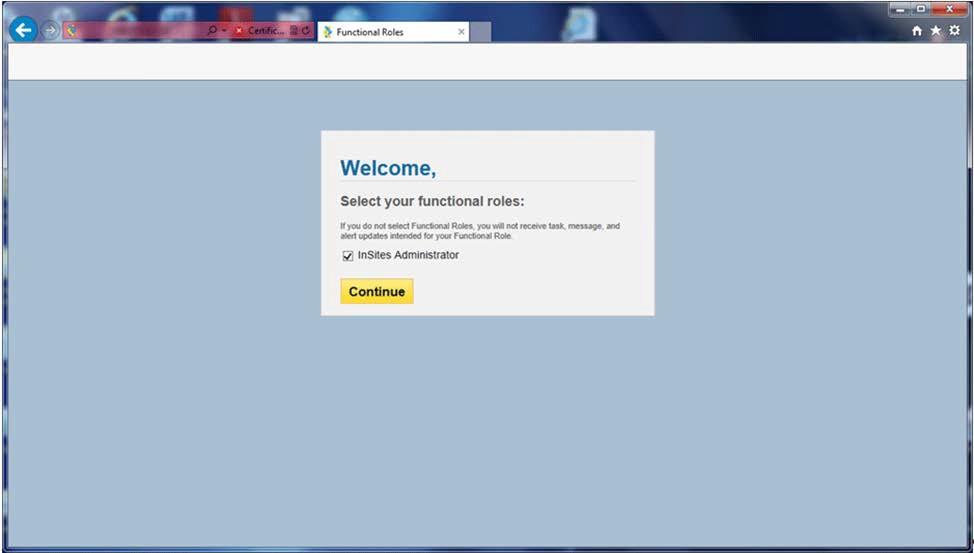 Certific...
Functional Roles
Welcome,
Select your functional roles:
If you do not select Functional Roles, you will not receive task, message, and
alert updates intended for your Functional Role.
InSites Administrator
Continue